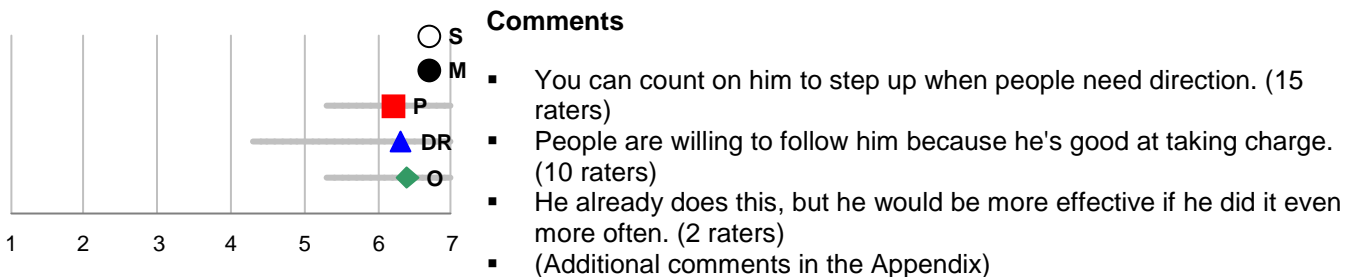 Comments
S
M
P
DR
O
1 2 3 4 5 6 7
▪ You can count on him to step up when people need direction. (15
raters)
▪ People are willing to follow him because he's good at taking charge.
(10 raters)
▪ He already does this, but he would be more effective if he did it even
more often. (2 raters)
▪ (Additional comments in the Appendix)